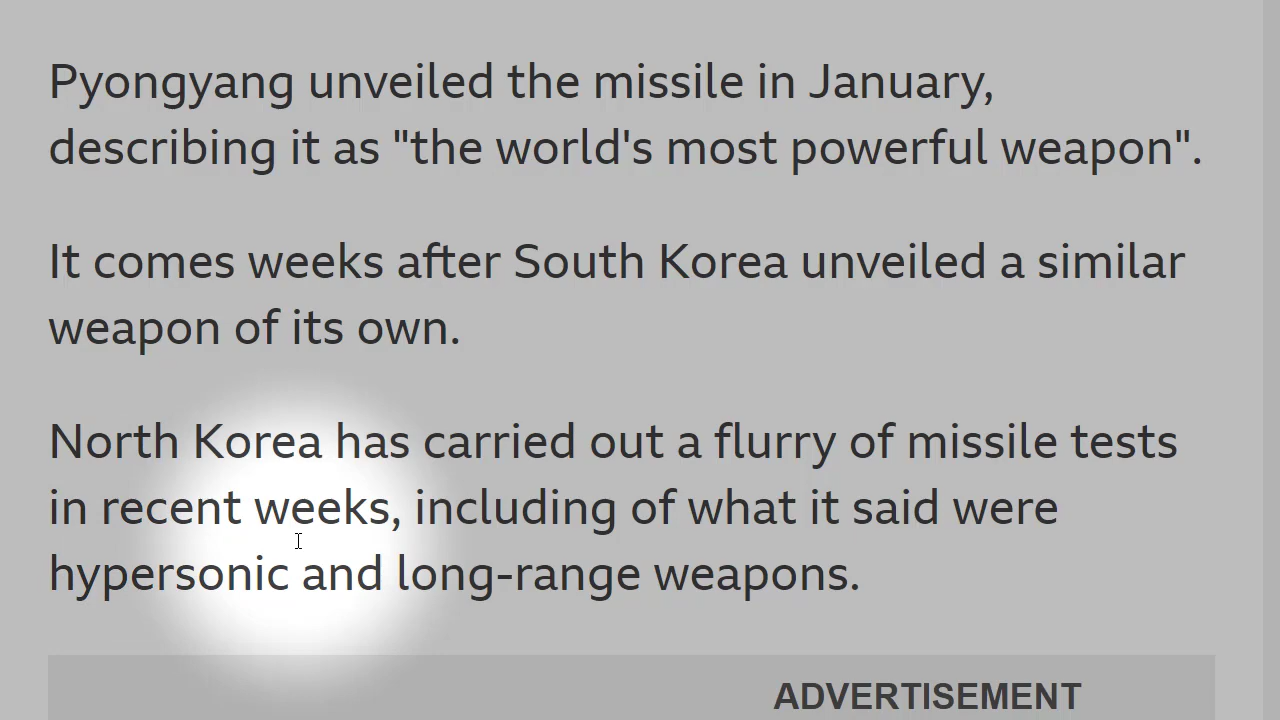 Pyongyang unveiled the missile in January,
describing it as "the world's most powerful weapon".
It comes weeks after South Korea unveiled a similar
weapon of its own.
North Korea has carried out a flurry of missile tests
in recent weeks, including of what it said were
hypersonic and long-range weapons.
ADVERTISEMENT